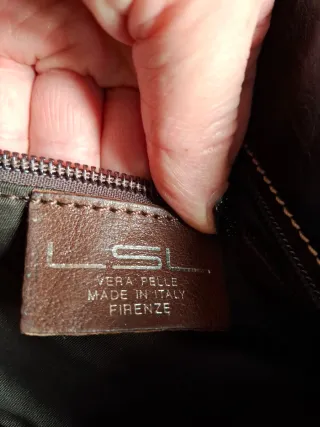 LSL
VERA PELLE
MADE IN ITALY
FIRENZE